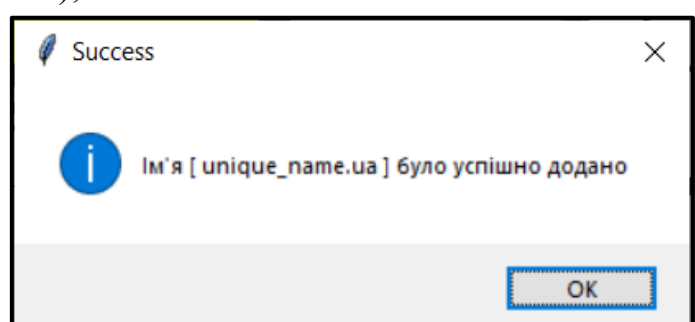 Success
Ім'я [ unique_name.ua ] було успішно додано
OK